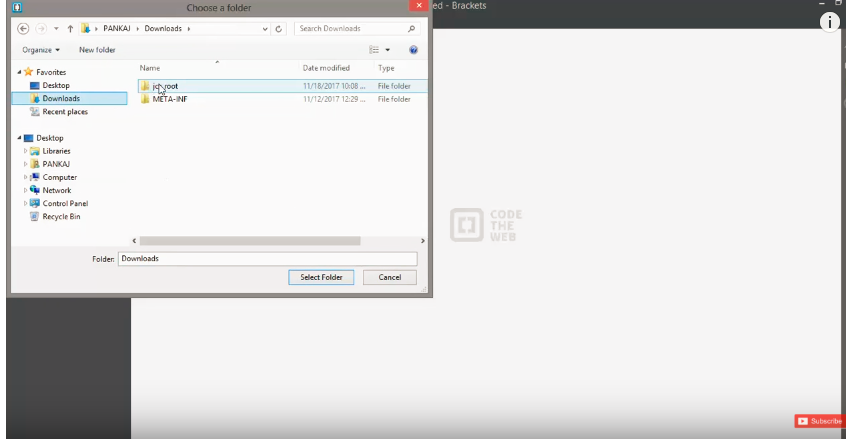 Choose a folder
ed - Brackets
PANKAJ Downloads
Search Downloads
Organize
New folder
Name
Date modified
Type
Favorites
Desktop
Downloads
Recent places
root
11/18/2017 10:08 ...
File folder
META-INF
11/12/2017 12:29 ...
File folder
Desktop
Libraries
PANKAJ
Computer
Network
Control Panel
Recycle Bin
Folder:
Downloads
Select Folder
Cancel
CODE
THE
WEB
Subscribe